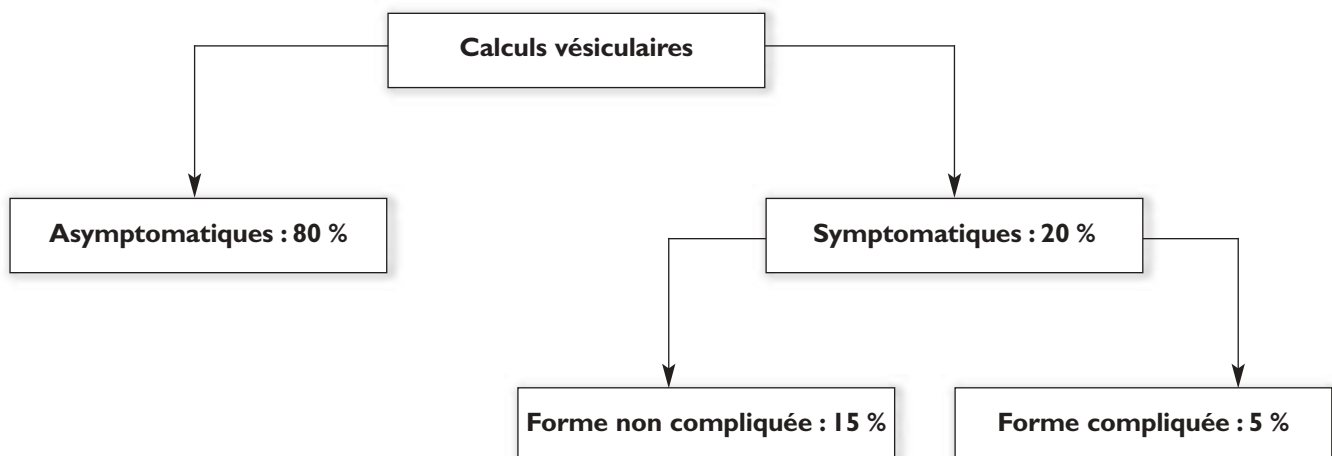 Calculs vésiculaires
Asymptomatiques : 80 %
Symptomatiques : 20 %
Forme non compliquée : 15 %
Forme compliquée : 5 %